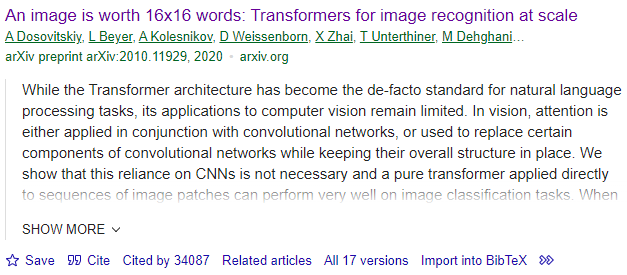 An image is worth 16x16 words: Transformers for image recognition at scale
A Dosovitskiy, L Beyer, A Kolesnikov, D Weissenborn, X Zhai, T Unterthiner, M Dehghani…
arXiv preprint arXiv:2010.11929, 2020 • arxiv.org
While the Transformer architecture has become the de-facto standard for natural language
processing tasks, its applications to computer vision remain limited. In vision, attention is
either applied in conjunction with convolutional networks, or used to replace certain
components of convolutional networks while keeping their overall structure in place. We
show that this reliance on CNNs is not necessary and a pure transformer applied directly
to sequences of image patches can perform very well on image classification tasks. When
SHOW MORE
Save Cite Cited by 34087 Related articles All 17 versions Import into BibTeX